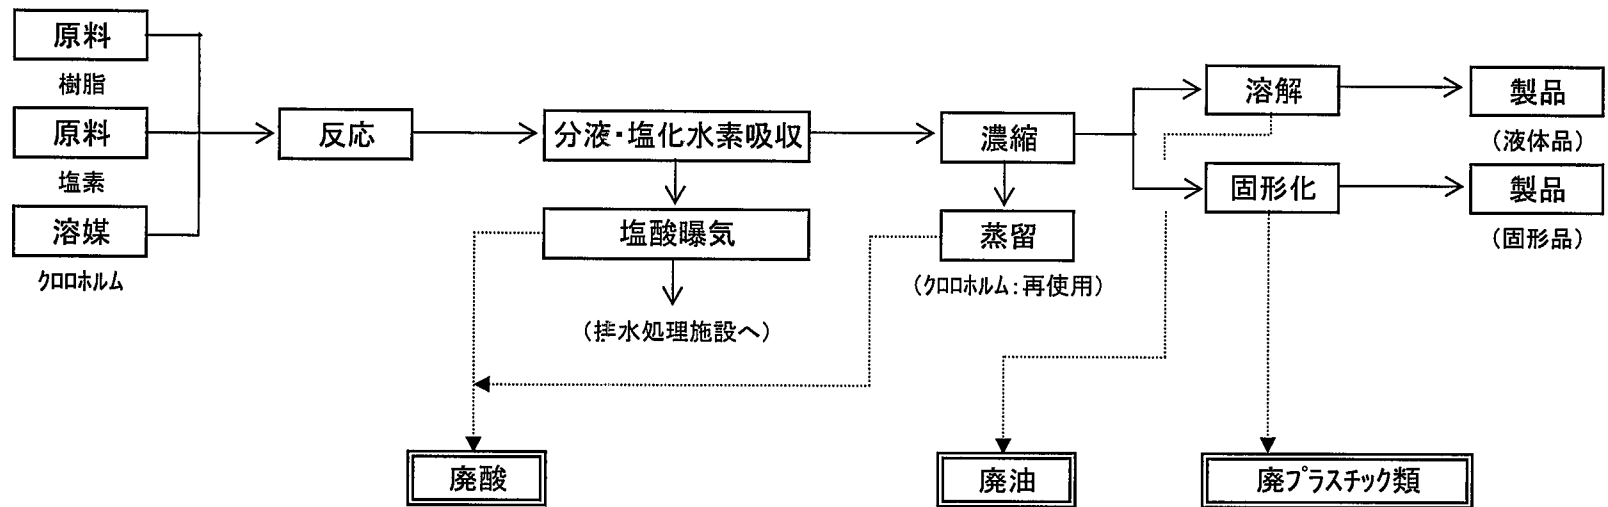 原料
樹脂
原料
塩素
溶媒
クロロホルム
反応
分液・塩化水素吸収
塩酸曝気
(排水処理施設へ)
濃縮
蒸留
(クロロホルム:再使用)
溶解
固形化
製品
(液体品)
製品
(固形品)
廃酸
廃油
廃プラスチック類